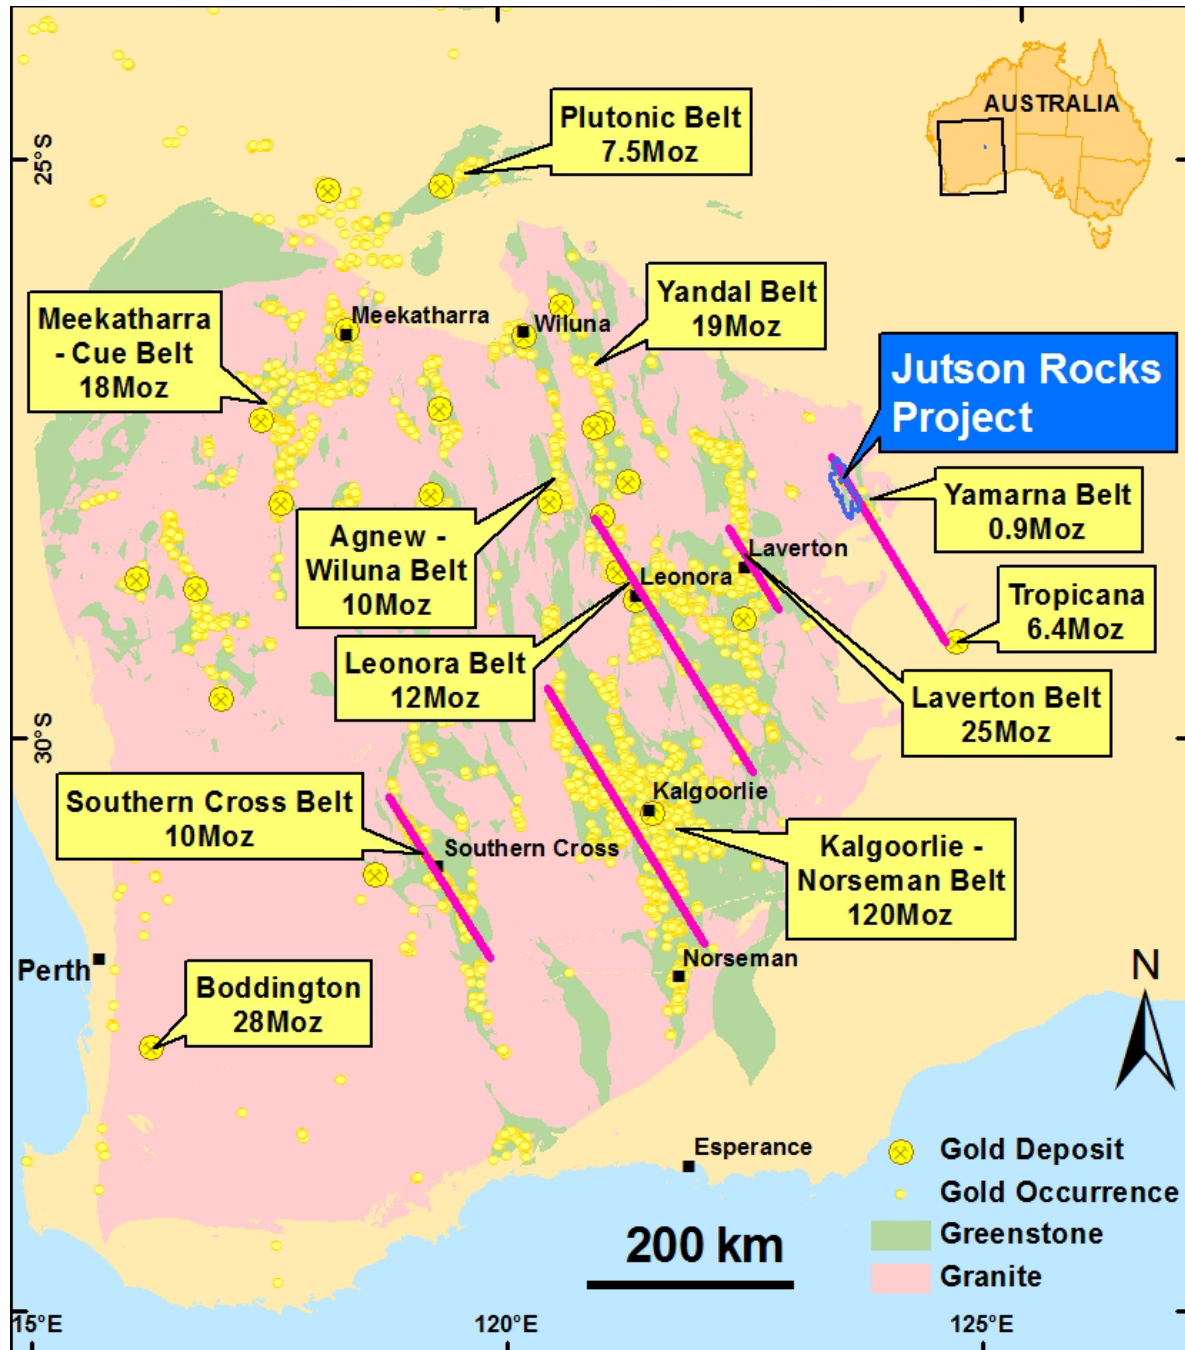 AUSTRALIA
Plutonic Belt
7.5Moz
25°S
Yandal Belt
19Moz
Meekatharra
- Cue Belt
18Moz
Meekatharra
Wiluna
Jutson Rocks
Project
Yamarna Belt
0.9Moz
Agnew -
Wiluna Belt
10Moz
Laverton
Leonora
Tropicana
6.4Moz
Leonora Belt
12Moz
Laverton Belt
25Moz
30°S
Southern Cross Belt
10Moz
Kalgoorlie
Southern Cross
Kalgoorlie -
Norseman Belt
120Moz
Perth
Norseman
N
Boddington
28Moz
Esperance
Gold Deposit
Gold Occurrence
Greenstone
Granite
200 km
15°E
120°E
125°E